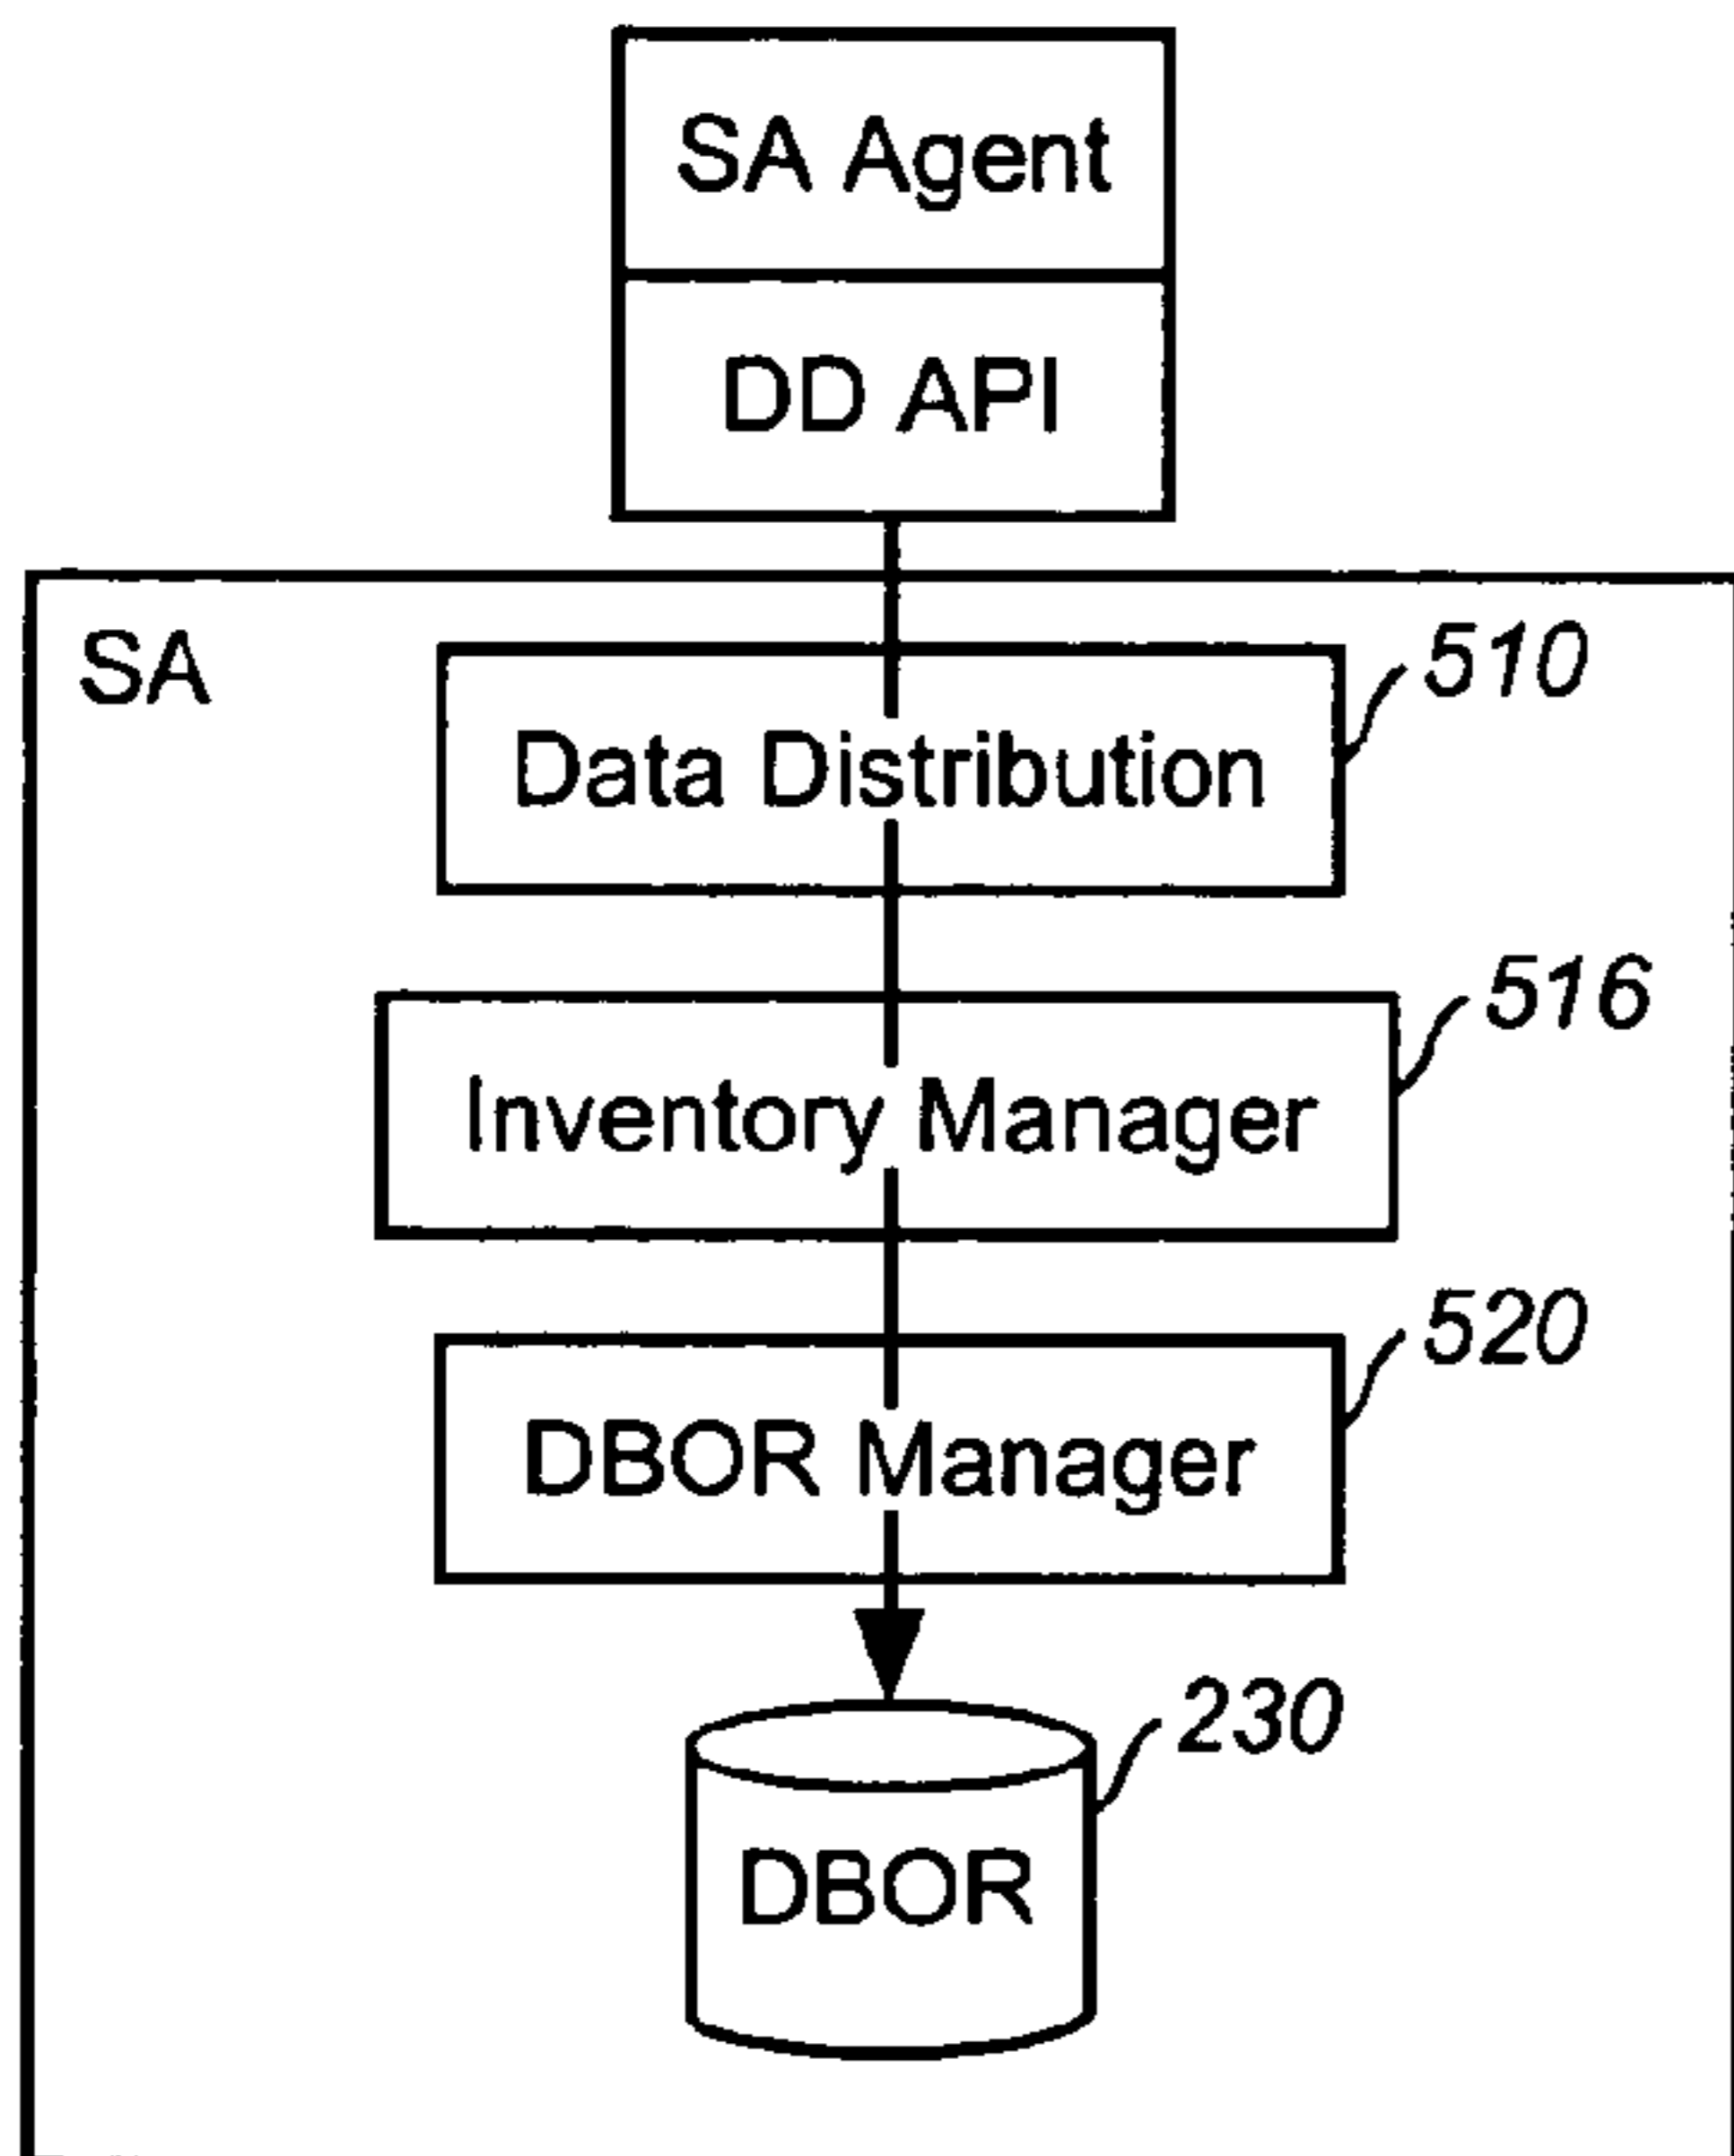 SA Agent
DD API
SA
510
Data Distribution
516
Inventory Manager
520
DBOR Manager
230
DBOR